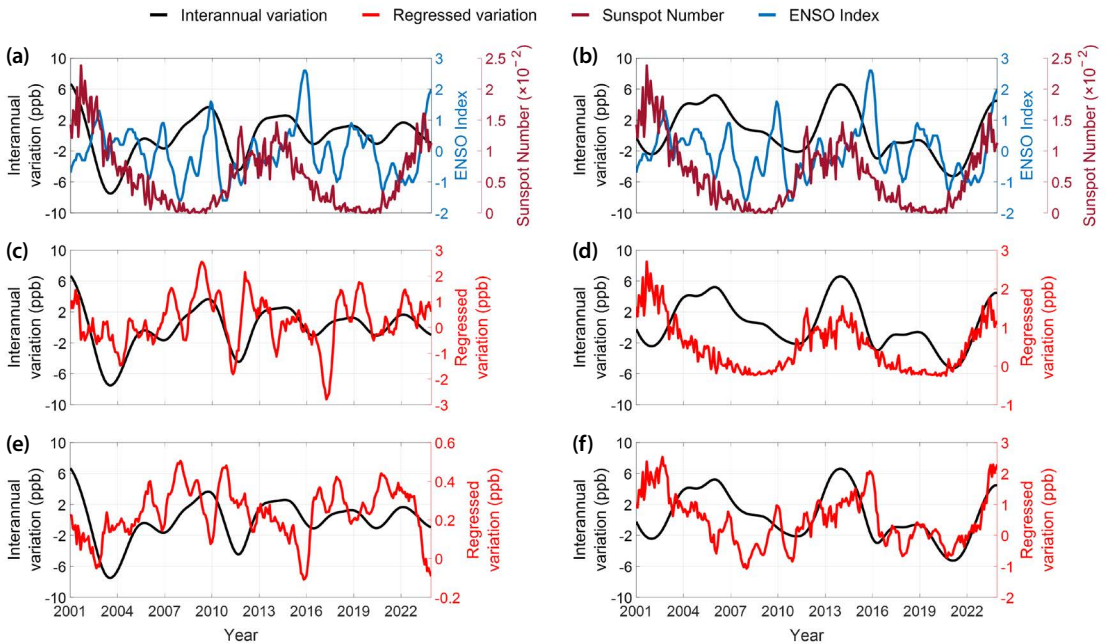 Interannual variation Regressed variation Sunspot Number ENSO Index
(a)
10
6
2
-2
-6
-10
Interannual
variation (ppb)
3
2
1
0
-1
-2
ENSO Index
2.5
2
1.5
1
0.5
0
Sunspot Number (×10⁻²)
(b)
10
6
2
-2
-6
-10
Interannual
variation (ppb)
3
2
1
0
-1
-2
ENSO Index
2.5
2
1.5
1
0.5
0
Sunspot Number (×10⁻²)
(c)
10
6
2
-2
-6
-10
Interannual
variation (ppb)
3
2
1
0
-1
2
-3
Regressed
variation (ppb)
(d)
10
6
2
-2
-6
-10
Interannual
variation (ppb)
3
2
1
0
-1
Regressed
variation (ppb)
(e)
10
6
2
-2
-6
-10
Interannual
variation (ppb)
0.6
0.4
0.2
0
-0.2
Regressed
variation (ppb)
2001 2004 2007 2010 2013 2016 2019 2022
Year
(f)
10
6
2
-2
-6
-10
Interannual
variation (ppb)
3
2
1
0
-1
2
Regressed
variation (ppb)
2001 2004 2007 2010 2013 2016 2019 2022
Year